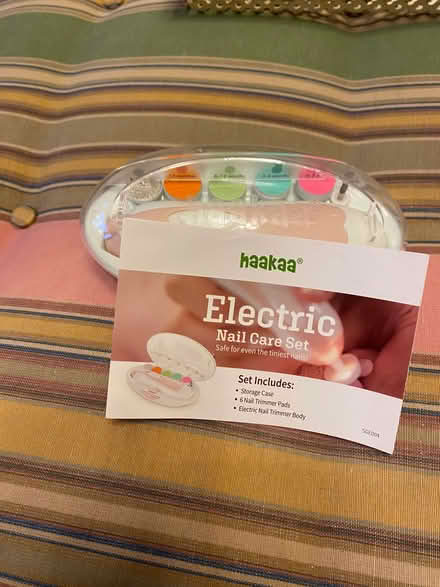 haakaa®
Electric
Nail Care Set
Safe for even the tiniest nails
Set Includes:
• Storage Case
• 6 Nail Trimmer Pads
• Electric Nail Trimmer Body